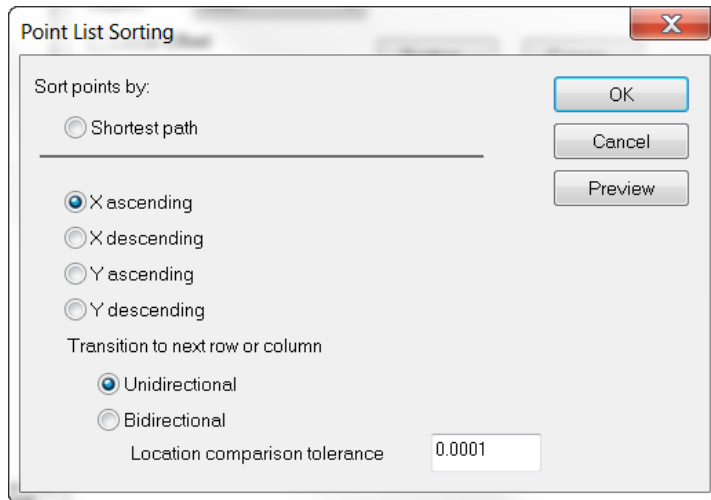 Point List Sorting
Sort points by:
Shortest path
X ascending
X descending
Y ascending
Y descending
Transition to next row or column
Unidirectional
Bidirectional
Location comparison tolerance 0.0001
OK
Cancel
Preview